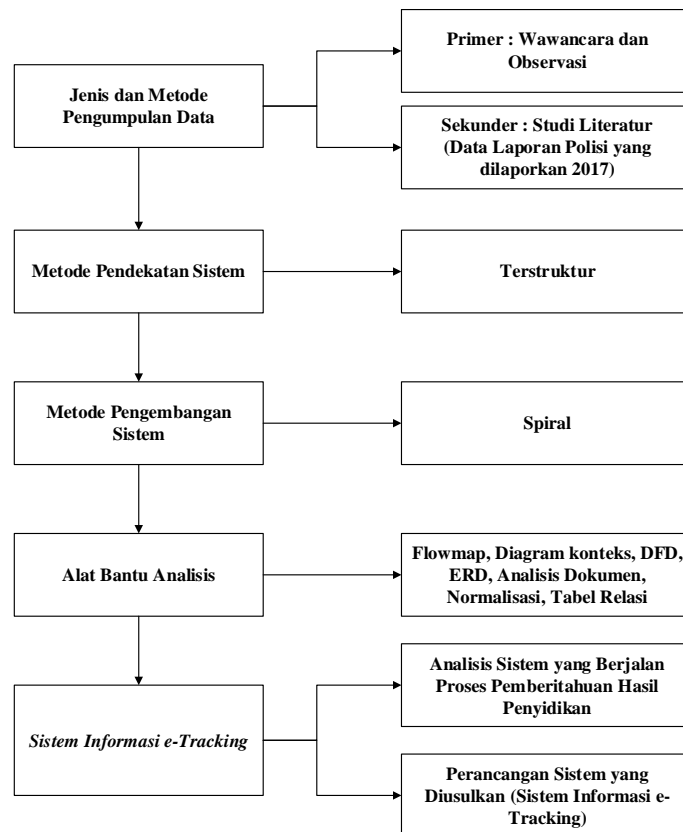 Jenis dan Metode
Pengumpulan Data
Primer : Wawancara dan
Observasi
Sekunder : Studi Literatur
(Data Laporan Polisi yang
dilaporkan 2017)
Metode Pendekatan Sistem
Terstruktur
Metode Pengembangan
Sistem
Spiral
Alat Bantu Analisis
Flowmap, Diagram konteks, DFD,
ERD, Analisis Dokumen,
Normalisasi, Tabel Relasi
Sistem Informasi e-Tracking
Analisis Sistem yang Berjalan
Proses Pemberitahuan Hasil
Penyidikan
Perancangan Sistem yang
Diusulkan (Sistem Informasi e-
Tracking)